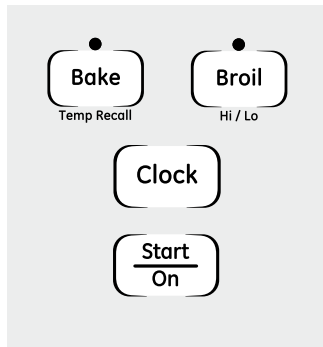 Bake
Broil
Temp Recall
Hi / Lo
Clock
Start
On